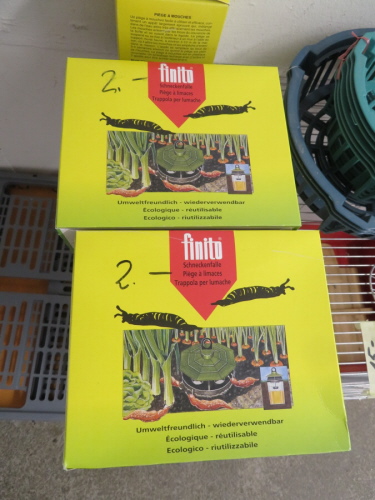 PIÈGE À MOUCHES
2.-
finito
Schneckenfalle
Piège à limaces
Trappola per lumache
Umweltfreundlich - wiederverwendbar
Écologique - réutilisable
Ecologico - riutilizzabile
2.-
finito
Schneckenfalle
Piège à limaces
Trappola per lumache
Umweltfreundlich - wiederverwendbar
Écologique - réutilisable
Ecologico - riutilizzabile